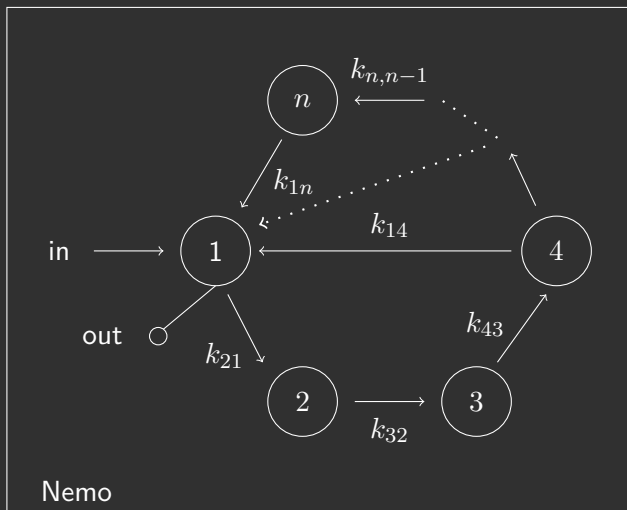 k_{n,n−1}
n
k_{1n}
k_{14}
in
1
4
out
k_{21}
k_{43}
2
3
k_{32}
Nemo